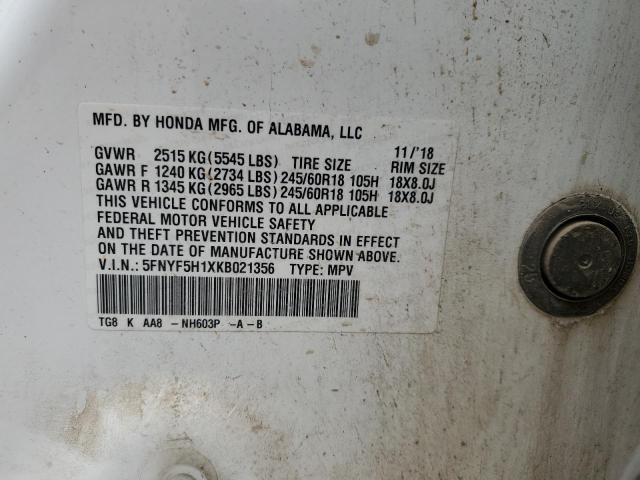 MFD. BY HONDA MFG. OF ALABAMA, LLC
11/'18
GVWR 2515 KG (5545 LBS) TIRE SIZE RIM SIZE
GAWR F 1240 KG (2734 LBS) 245/60R18 105H 18X8.0J
GAWR R 1345 KG (2965 LBS) 245/60R18 105H 18X8.0J
THIS VEHICLE CONFORMS TO ALL APPLICABLE
FEDERAL MOTOR VEHICLE SAFETY
AND THEFT PREVENTION STANDARDS IN EFFECT
ON THE DATE OF MANUFACTURE SHOWN ABOVE.
V.I.N.: 5FNYF5H1XKB021356 TYPE: MPV
TG8 K AA8 -NH603P -A-B